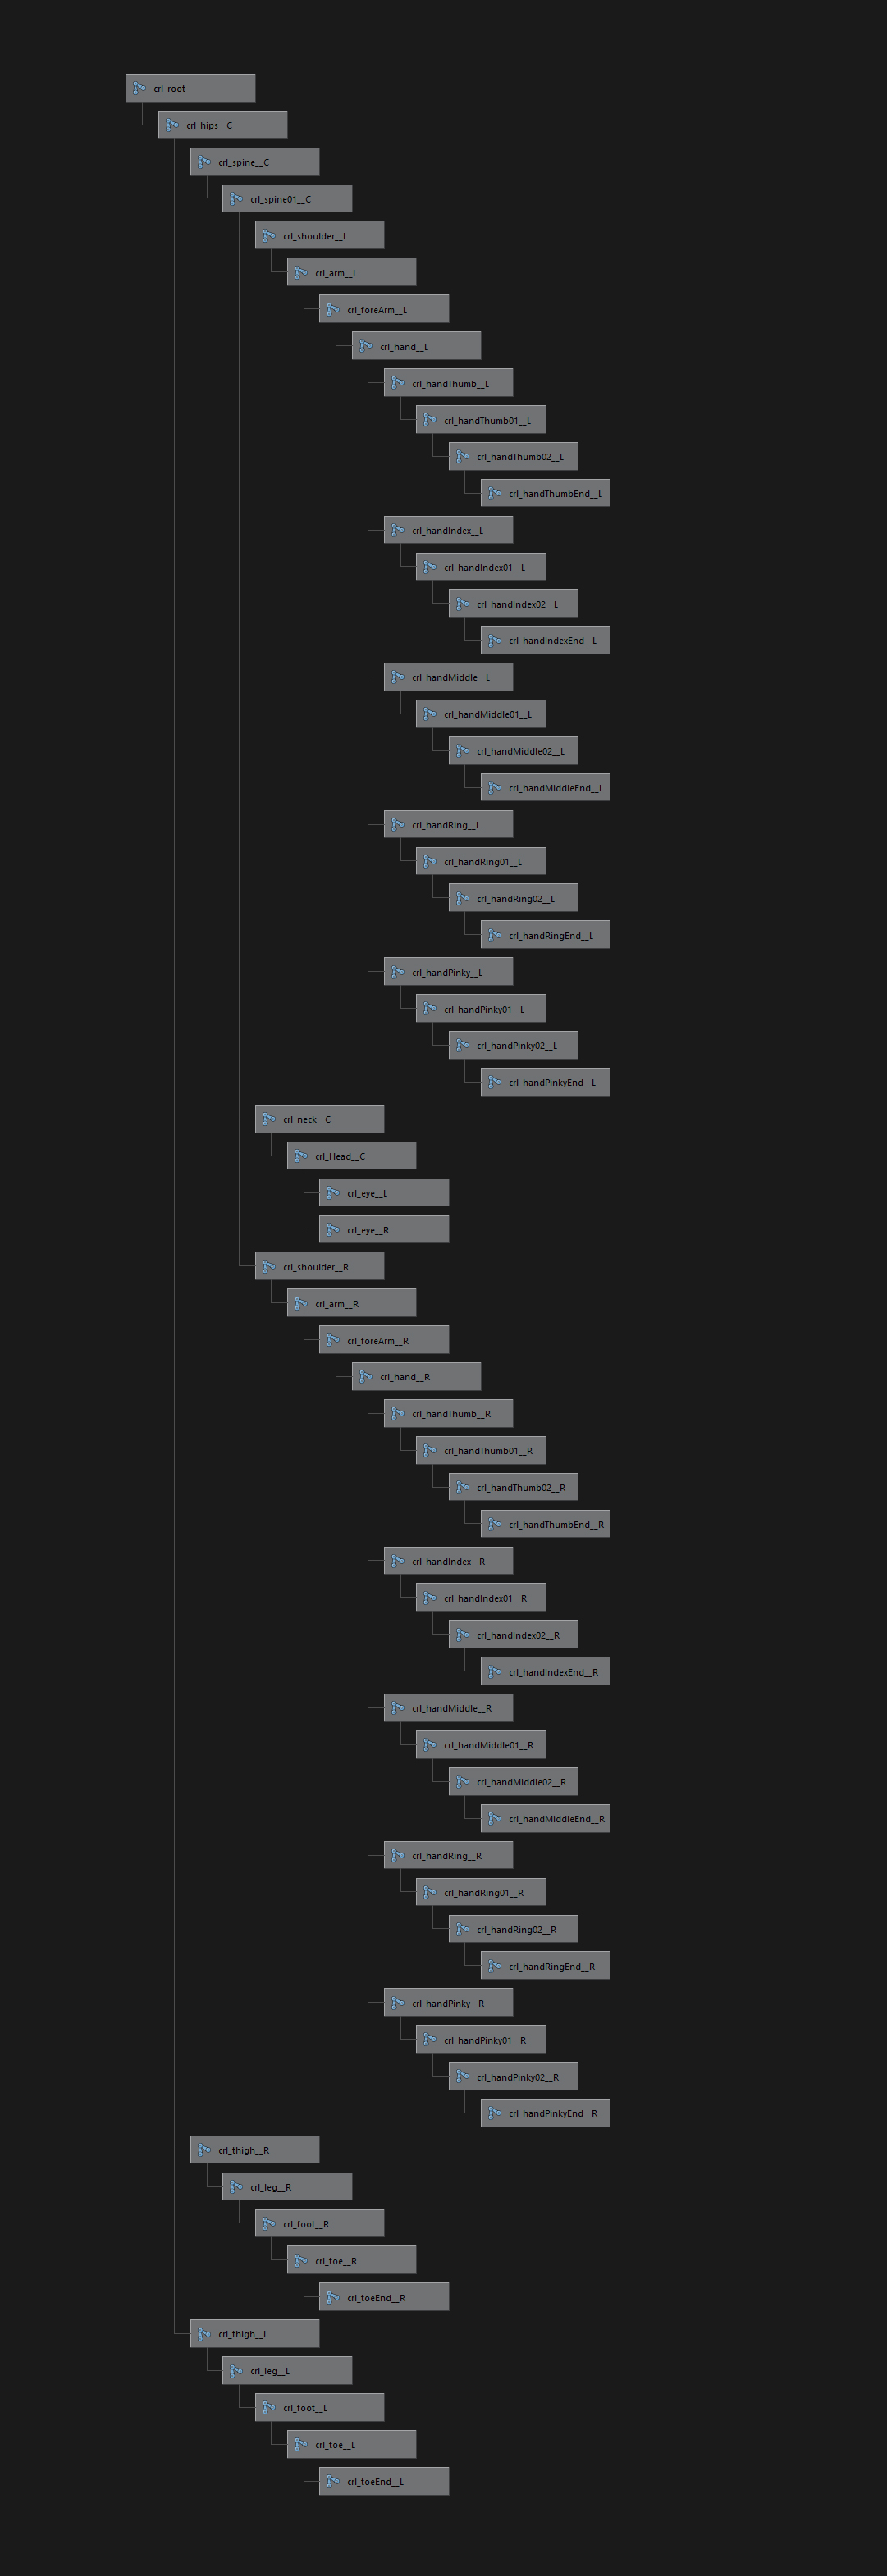 crl_root
crl_hips__C
crl_spine__C
crl_spine01__C
crl_shoulder__L
crl_arm__L
crl_foreArm__L
crl_hand__L
crl_handThumb__L
crl_handThumb01__L
crl_handThumb02__L
crl_handThumbEnd__L
crl_handIndex__L
crl_handIndex01__L
crl_handIndex02__L
crl_handIndexEnd__L
crl_handMiddle__L
crl_handMiddle01__L
crl_handMiddle02__L
crl_handMiddleEnd__L
crl_handRing__L
crl_handRing01__L
crl_handRing02__L
crl_handRingEnd__L
crl_handPinky__L
crl_handPinky01__L
crl_handPinky02__L
crl_handPinkyEnd__L
crl_neck__C
crl_Head__C
crl_eye__L
crl_eye__R
crl_shoulder__R
crl_arm__R
crl_foreArm__R
crl_hand__R
crl_handThumb__R
crl_handThumb01__R
crl_handThumb02__R
crl_handThumbEnd__R
crl_handIndex__R
crl_handIndex01__R
crl_handIndex02__R
crl_handIndexEnd__R
crl_handMiddle__R
crl_handMiddle01__R
crl_handMiddle02__R
crl_handMiddleEnd__R
crl_handRing__R
crl_handRing01__R
crl_handRing02__R
crl_handRingEnd__R
crl_handPinky__R
crl_handPinky01__R
crl_handPinky02__R
crl_handPinkyEnd__R
crl_thigh__R
crl_leg__R
crl_foot__R
crl_toe__R
crl_toeEnd__R
crl_thigh__L
crl_leg__L
crl_foot__L
crl_toe__L
crl_toeEnd__L